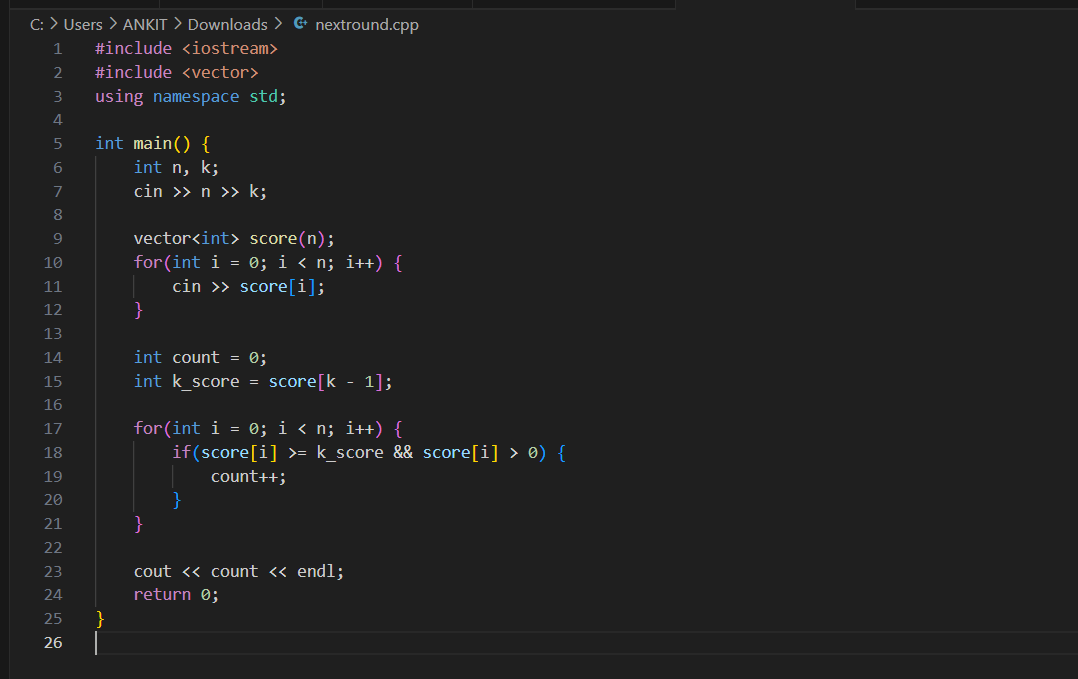 C: > Users > ANKIT > Downloads > nextround.cpp
1 #include <iostream>
2 #include <vector>
3 using namespace std;
4
5 int main() {
6     int n, k;
7     cin >> n >> k;
8
9     vector<int> score(n);
10     for(int i = 0; i < n; i++) {
11         cin >> score[i];
12     }
13
14     int count = 0;
15     int k_score = score[k - 1];
16
17     for(int i = 0; i < n; i++) {
18         if(score[i] >= k_score && score[i] > 0) {
19             count++;
20         }
21     }
22
23     cout << count << endl;
24     return 0;
25 }
26